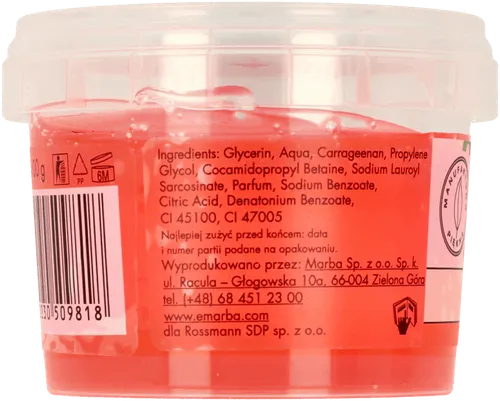 Ingredients: Glycerin, Aqua, Carrageenan, Propylene
Glycol, Cocamidopropyl Betaine, Sodium Lauroyl
Sarcosinate, Parfum, Sodium Benzoate,
Citric Acid, Denatonium Benzoate,
CI 45100, CI 47005
Najlepiej zużyć przed końcem: data
i numer partii podane na opakowaniu.
Wyprodukowano przez: Marba Sp. z o.o. Sp. k.
ul. Racula – Głogowska 10a, 66-004 Zielona Góra
tel. (+48) 68 451 23 00
www.emarba.com
dla Rossmann SDP sp. z o.o.
g
PP
6M
509818